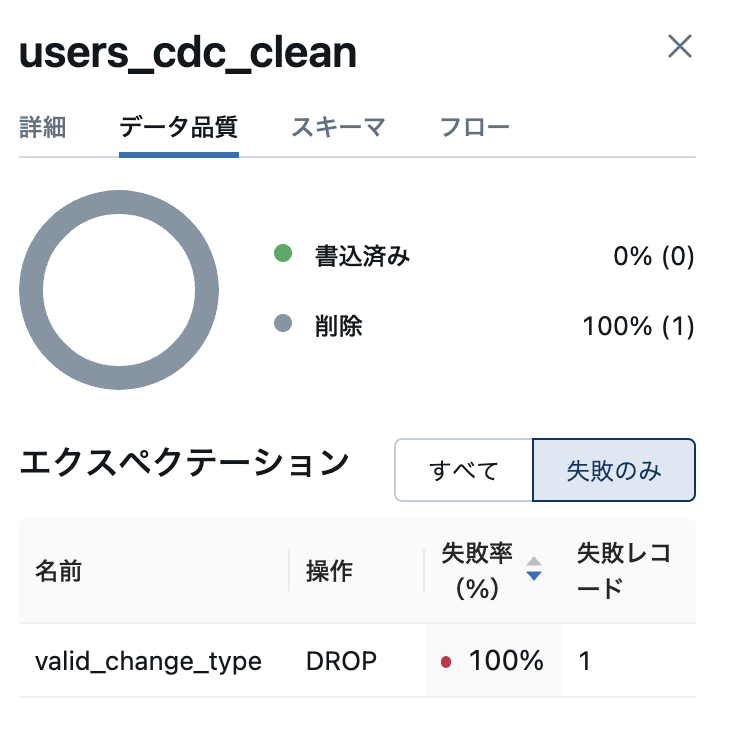 users_cdc_clean
詳細 データ品質 スキーマ フロー
書込済み 0% (0)
削除 100% (1)
エクスペクテーション すべて 失敗のみ
名前 操作 失敗率 (%) 失敗レコード
valid_change_type DROP 100% 1